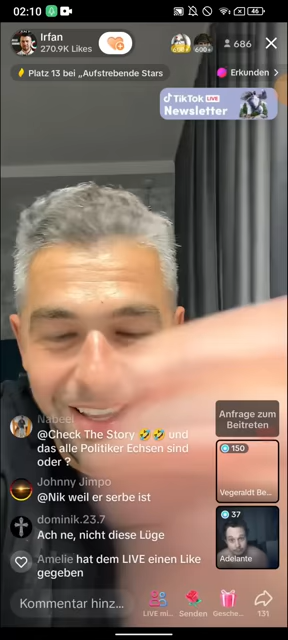 02:10
46
Irfan
270.9K Likes
600+
686
Platz 13 bei „Aufstrebende Stars
Erkunden
TikTok LIVE
Newsletter
Nabeel
@Check The Story 🤣🤣 und
das alle Politiker Echsen sind
oder ?
Johnny Jimpo
@Nik weil er serbe ist
dominik.23.7
Ach ne, nicht diese Lüge
Amelie hat dem LIVE einen Like
gegeben
Anfrage zum
Beitreten
150
Vegeraldt Be...
37
Adelante
Kommentar hinz...
LIVE mi...
Senden
Gesche...
131